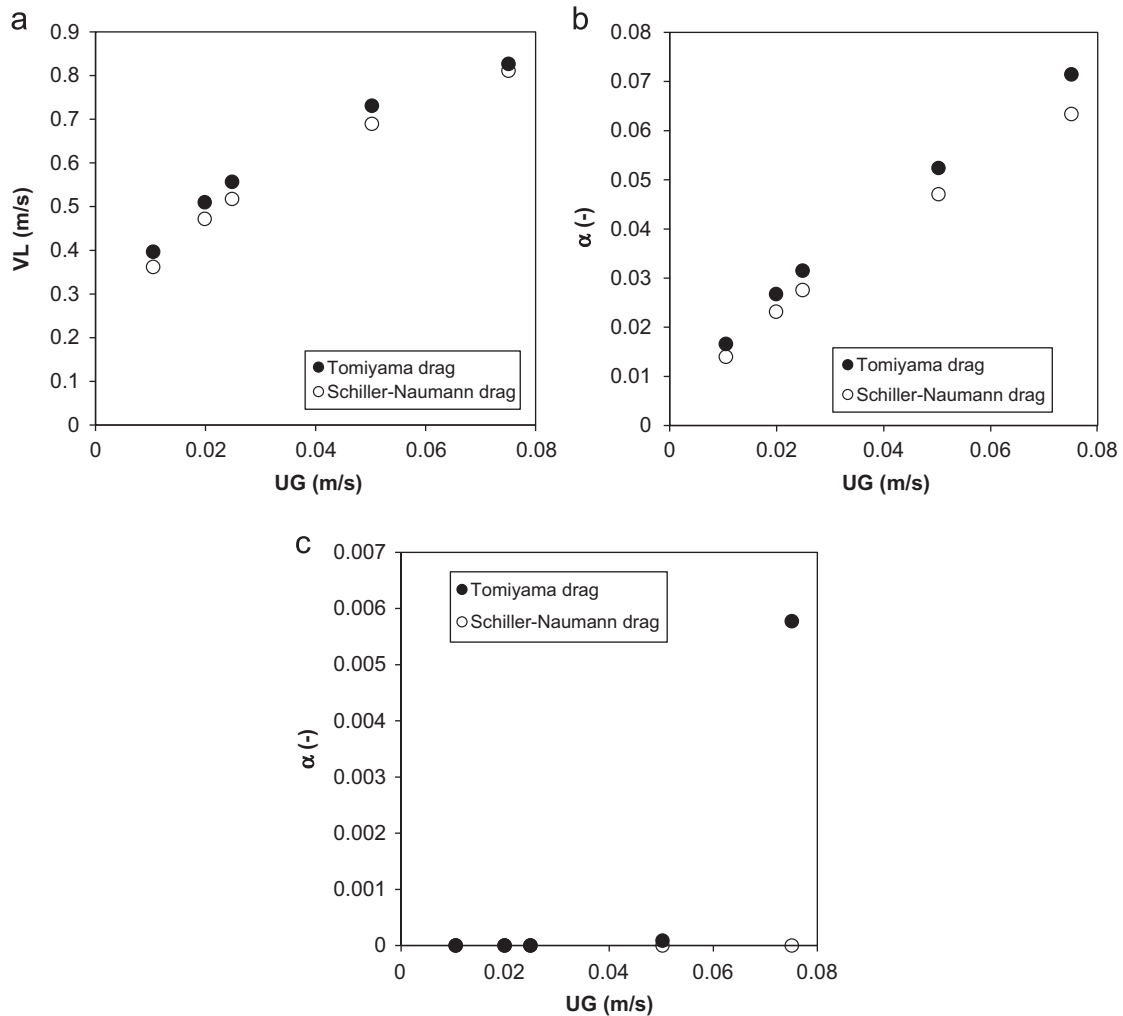 a
0.9
0.8
0.7
0.6
0.5
0.4
0.3
0.2
0.1
0
VL (m/s)
Tomiyama drag
Schiller-Naumann drag
0 0.02 0.04 0.06 0.08
UG (m/s)
b
0.08
0.07
0.06
0.05
0.04
0.03
0.02
0.01
0
α (-)
Tomiyama drag
Schiller-Naumann drag
0 0.02 0.04 0.06 0.08
UG (m/s)
c
0.007
0.006
0.005
0.004
0.003
0.002
0.001
0
α (-)
Tomiyama drag
Schiller-Naumann drag
0 0.02 0.04 0.06 0.08
UG (m/s)